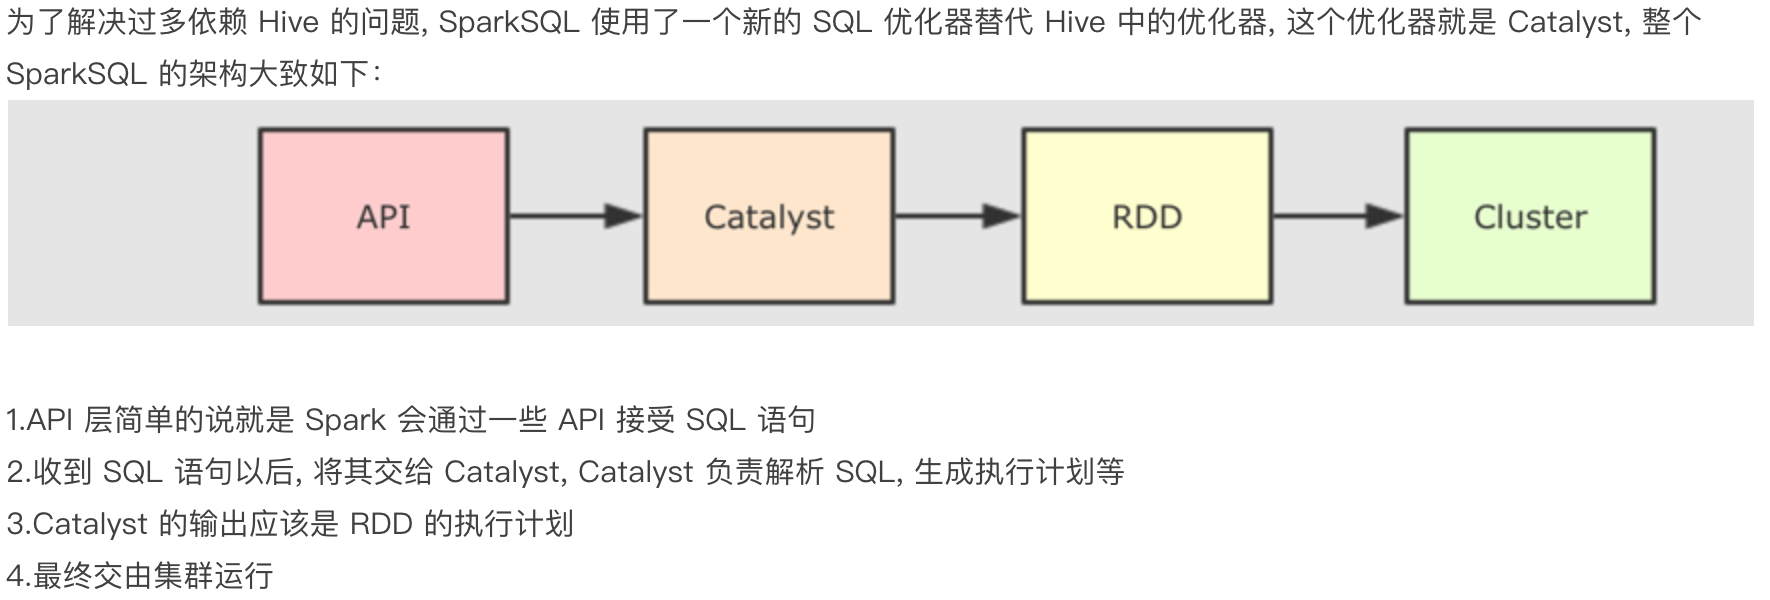 为了解决过多依赖 Hive 的问题, SparkSQL 使用了一个新的 SQL 优化器替代 Hive 中的优化器, 这个优化器就是 Catalyst, 整个
SparkSQL 的架构大致如下：
API
Catalyst
RDD
Cluster
1.API 层简单的说就是 Spark 会通过一些 API 接受 SQL 语句
2.收到 SQL 语句以后, 将其交给 Catalyst, Catalyst 负责解析 SQL, 生成执行计划等
3.Catalyst 的输出应该是 RDD 的执行计划
4.最终交由集群运行